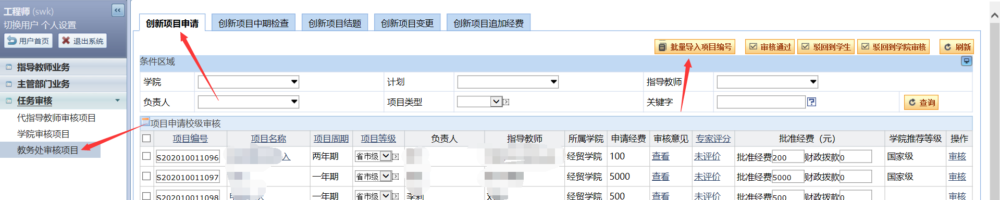 工程师 (swk)
切换用户 个人设置
用户首页 退出系统
指导教师业务
主管部门业务
任务审核
代指导教师审核项目
学院审核项目
教务处审核项目
创新项目申请 创新项目中期检查 创新项目结题 创新项目变更 创新项目追加经费
批量导入项目编号 审核通过 驳回到学生 驳回到学院审核 刷新
条件区域
学院 计划 指导教师
负责人 项目类型 关键字 查询
项目申请校级审核
项目编号 项目名称 项目周期 项目等级 负责人 指导教师 所属学院 申请经费 审核意见 专家评分 批准经费（元） 学院推荐等级 操作
S202010011096 入 两年期 省市级 经贸学院 100 查看 未评价 批准经费200 财政拨款0 国家级 审核
S202010011097 一年期 省市级 经贸学院 5000 查看 未评价 批准经费5000 财政拨款0 国家级 审核
S202010011098 一年期 省市级 经贸学院 500 查看 未评价 批准经费500 财政拨款0 审核